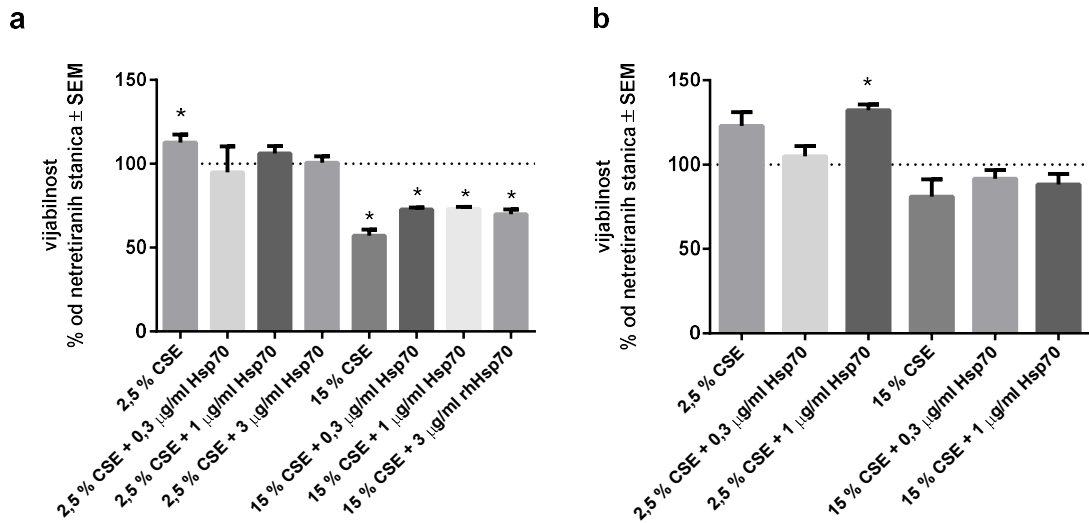 a
vijabilnost
% od netretiranih stanica ± SEM
150
100
50
0
*
*
*
*
*
2,5 % CSE
2,5 % CSE + 0,3 μg/ml Hsp70
2,5 % CSE + 1 μg/ml Hsp70
2,5 % CSE + 3 μg/ml Hsp70
15 % CSE
15 % CSE + 0,3 μg/ml Hsp70
15 % CSE + 1 μg/ml Hsp70
15 % CSE + 3 μg/ml rhHsp70
b
vijabilnost
% od netretiranih stanica ± SEM
150
100
50
0
*
2,5 % CSE
2,5 % CSE + 0,3 μg/ml Hsp70
2,5 % CSE + 1 μg/ml Hsp70
15 % CSE
15 % CSE + 0,3 μg/ml Hsp70
15 % CSE + 1 μg/ml Hsp70